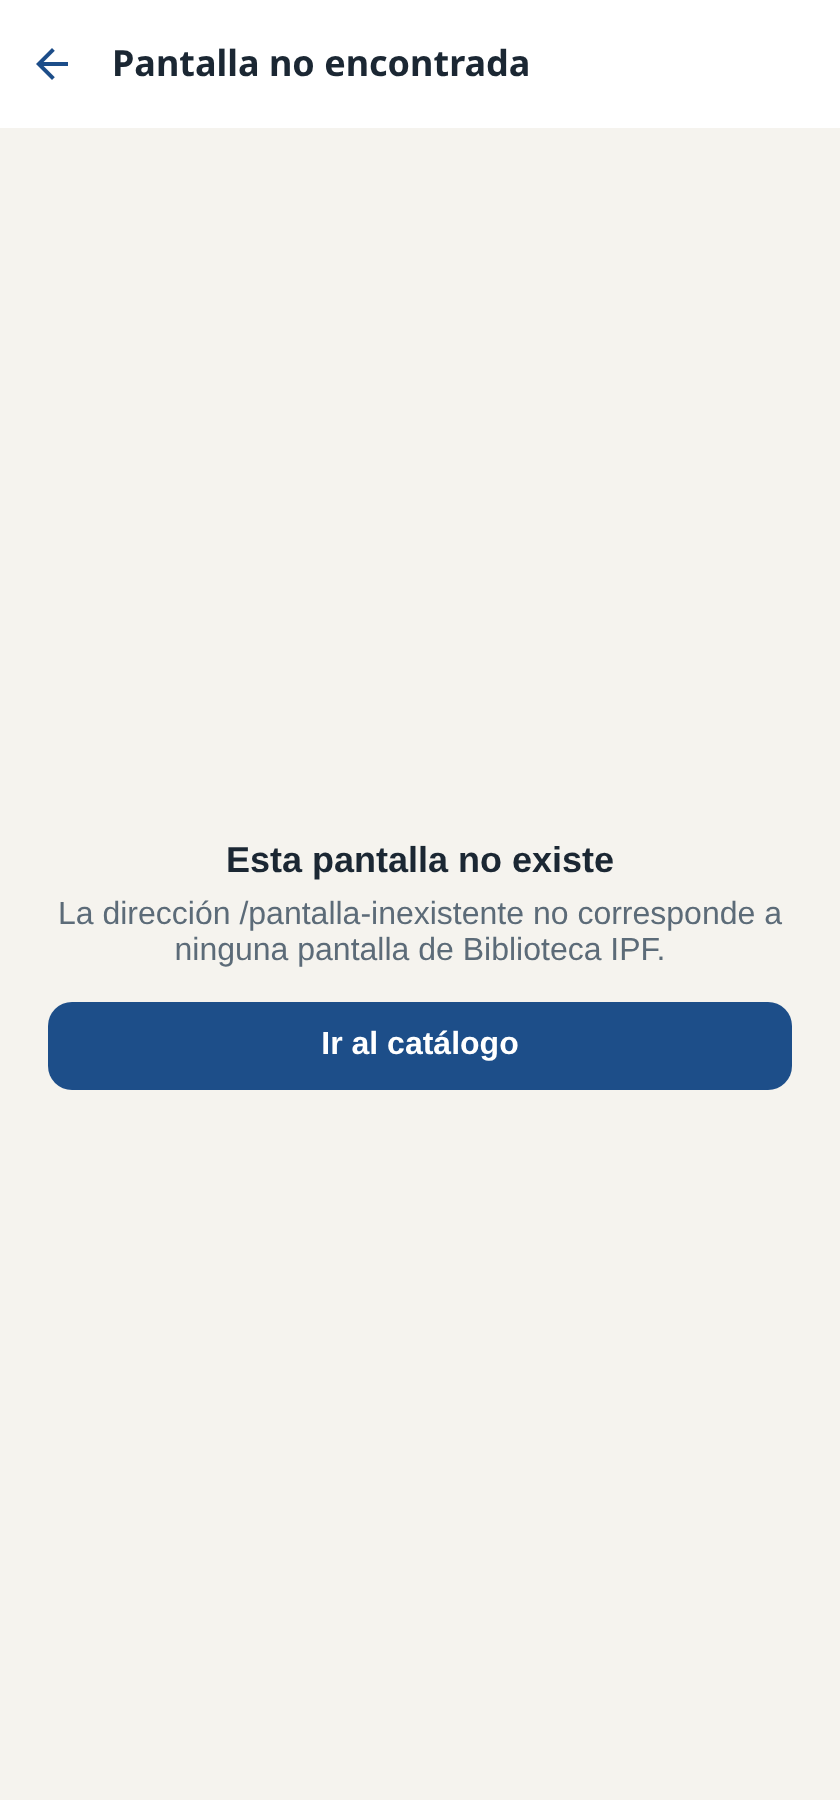 Pantalla no encontrada
Esta pantalla no existe
La dirección /pantalla-inexistente no corresponde a
ninguna pantalla de Biblioteca IPF.
Ir al catálogo